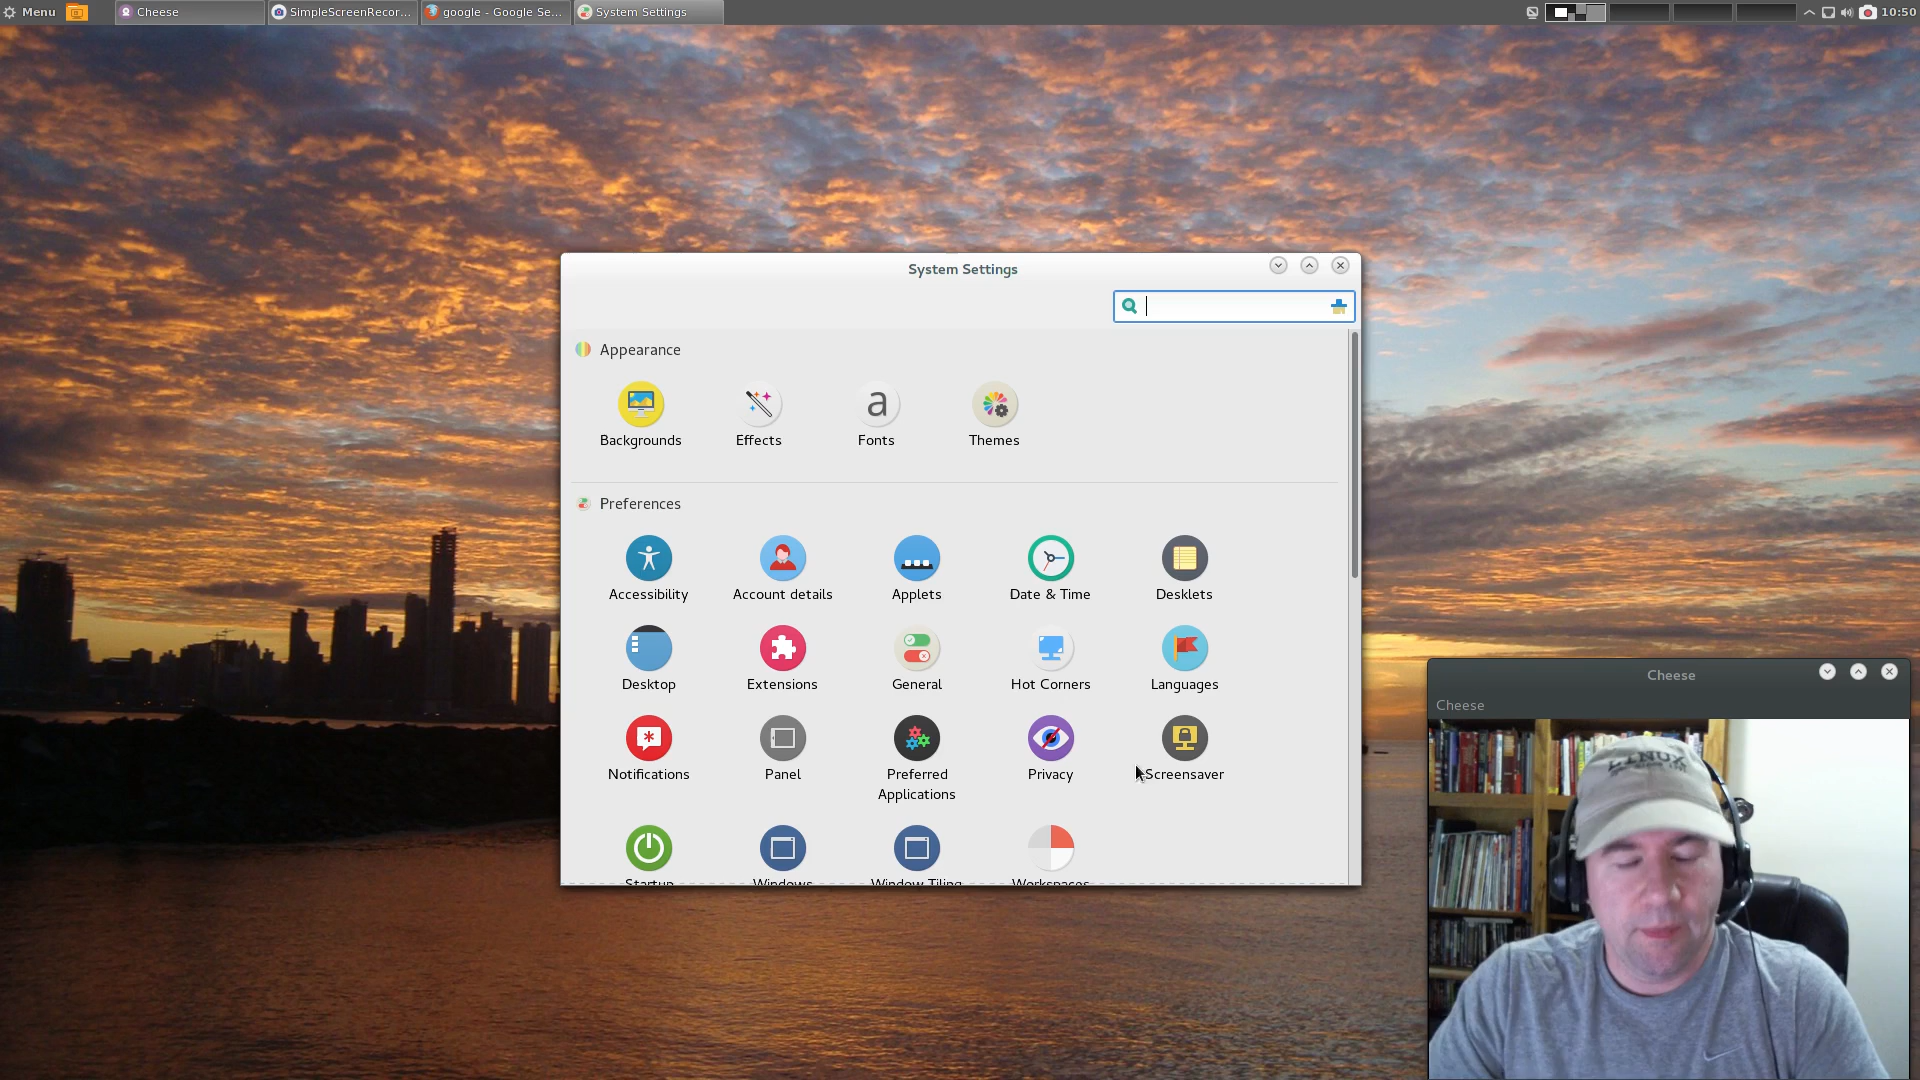 Menu
Cheese
SimpleScreenRecor...
google - Google Se...
System Settings
10:50
System Settings
Appearance
Backgrounds
Effects
Fonts
Themes
Preferences
Accessibility
Account details
Applets
Date & Time
Desklets
Desktop
Extensions
General
Hot Corners
Languages
Notifications
Panel
Preferred
Applications
Privacy
Screensaver
Startup
Windows
Window Tiling
Workspaces
Cheese
Cheese
LINUX